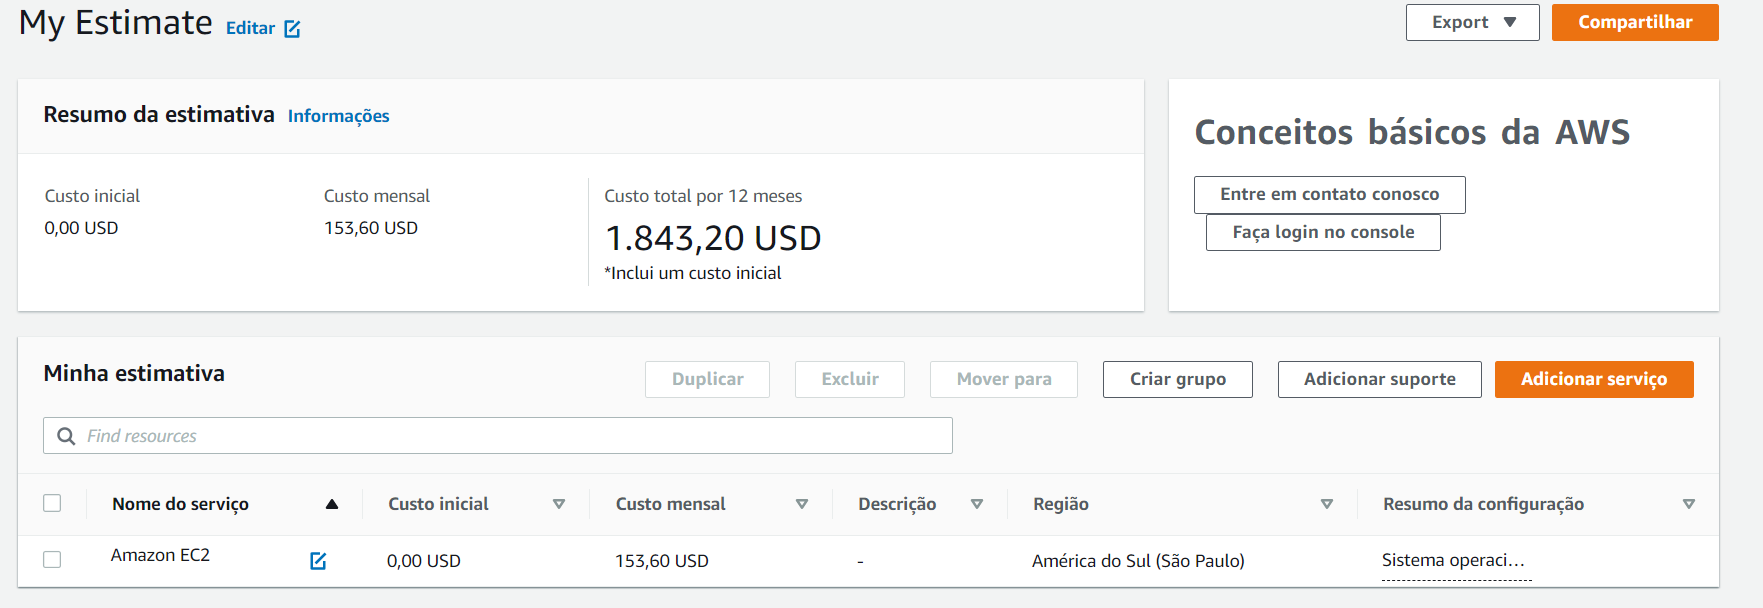 My Estimate Editar
Export Compartilhar
Resumo da estimativa Informações
Custo inicial
0,00 USD
Custo mensal
153,60 USD
Custo total por 12 meses
1.843,20 USD
*Inclui um custo inicial
Conceitos básicos da AWS
Entre em contato conosco
Faça login no console
Minha estimativa
Duplicar Excluir Mover para Criar grupo Adicionar suporte Adicionar serviço
Find resources
Nome do serviço Custo inicial Custo mensal Descrição Região Resumo da configuração
Amazon EC2 0,00 USD 153,60 USD - América do Sul (São Paulo) Sistema operaci...